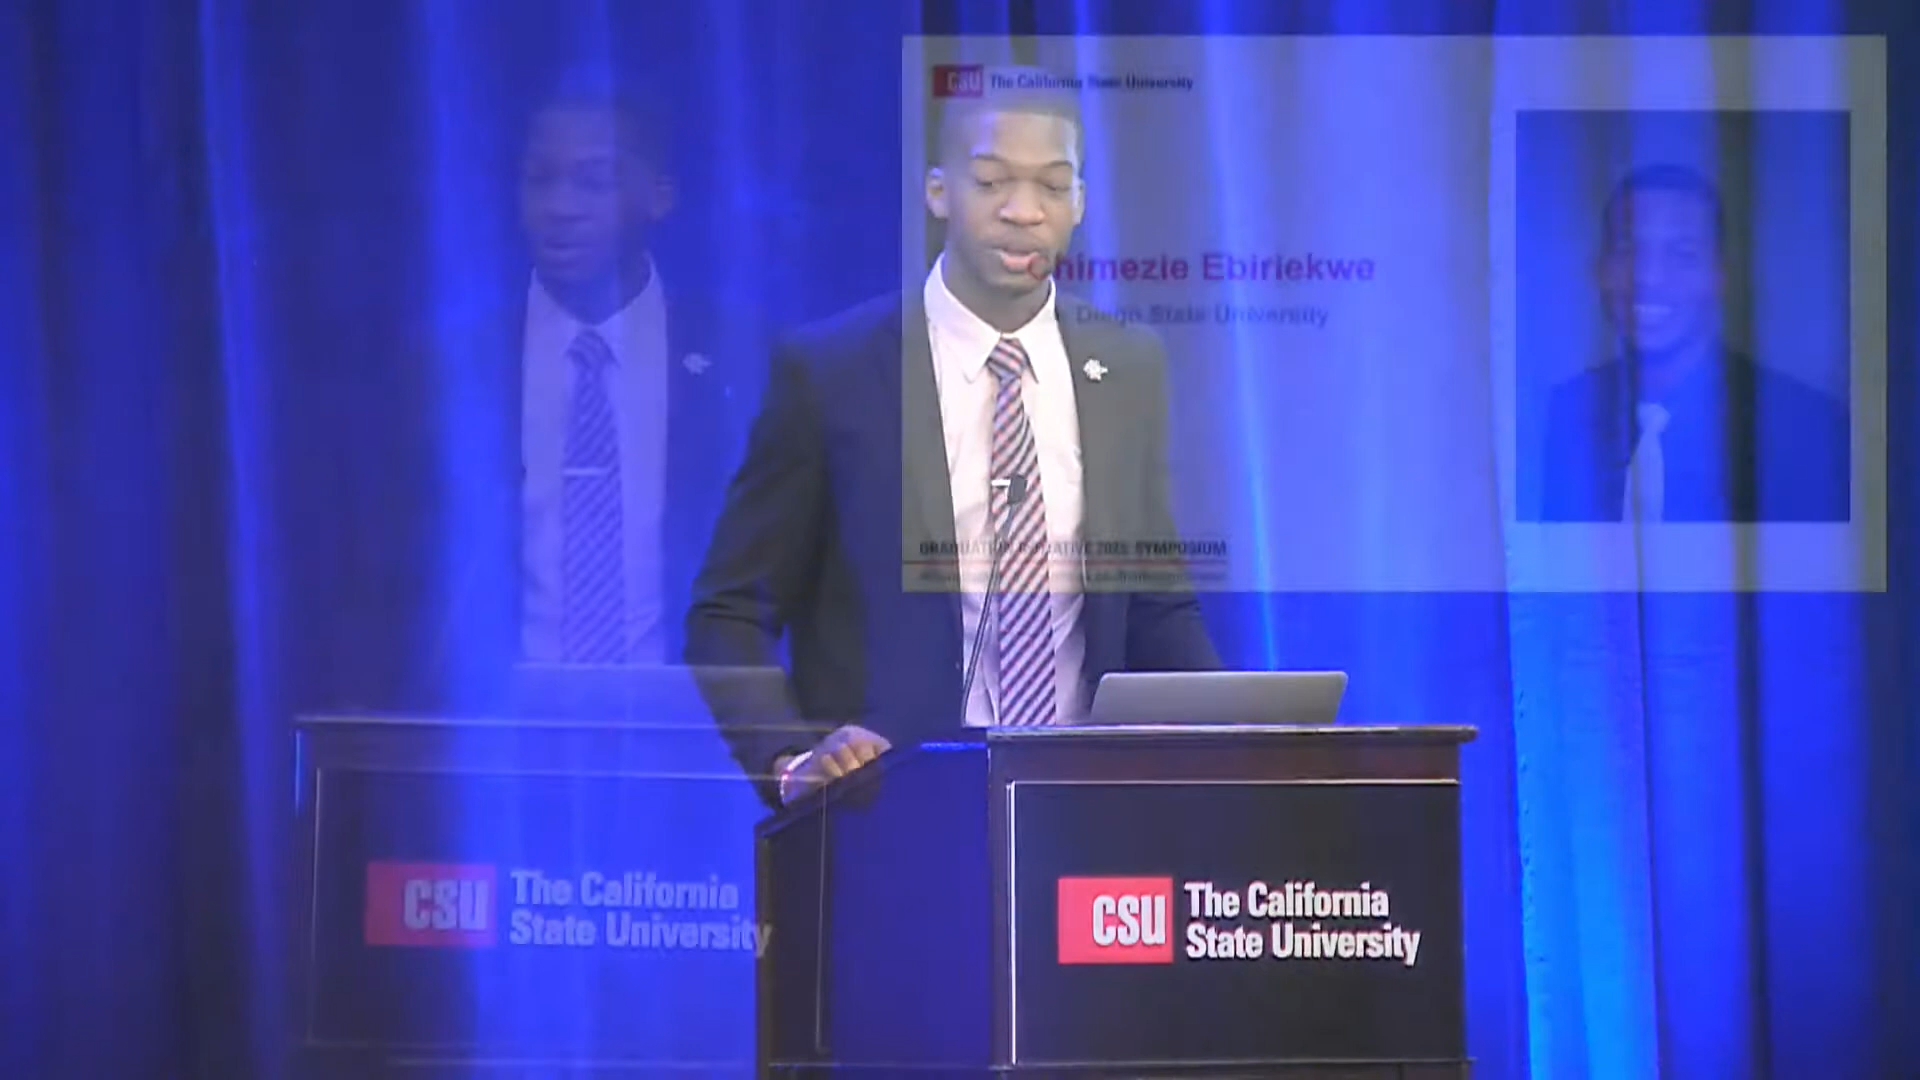 CSU The California State University
Chimezie Ebiriekwe
Diego State University
GRADUATION INITIATIVE 2025 SYMPOSIUM
CSU The California
State University
CSU The California
State University